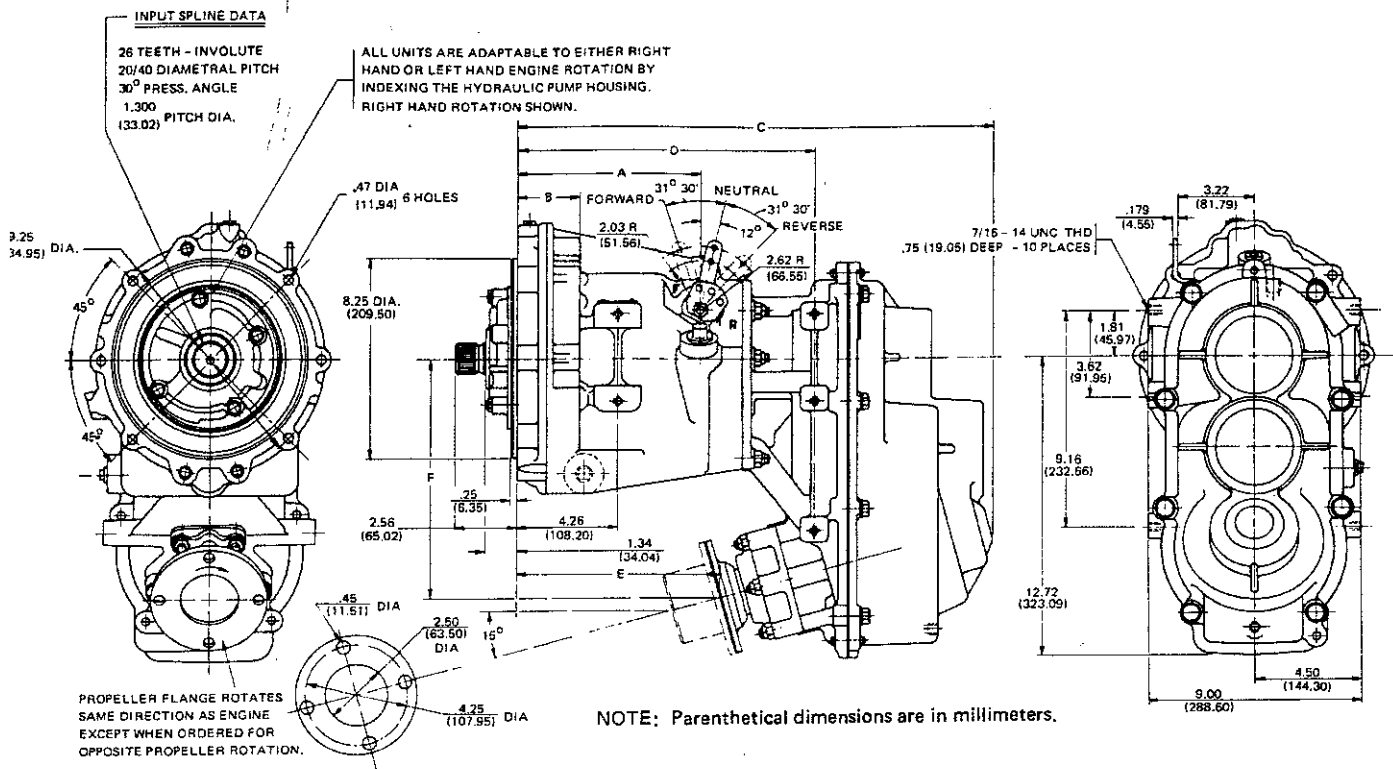 INPUT SPLINE DATA
26 TEETH - INVOLUTE
20/40 DIAMETRAL PITCH
30° PRESS. ANGLE
1.300
(33.02) PITCH DIA.
ALL UNITS ARE ADAPTABLE TO EITHER RIGHT
HAND OR LEFT HAND ENGINE ROTATION BY
INDEXING THE HYDRAULIC PUMP HOUSING.
RIGHT HAND ROTATION SHOWN.
.47 DIA
(11.94) 6 HOLES
9.25
34.95) DIA.
45°
45°
C
D
A
B
31° 30'
NEUTRAL
FORWARD
31° 30'
REVERSE
12°
2.03 R
(51.56)
2.62 R
(66.55)
8.25 DIA.
(209.50)
F
R
F
.25
(6.35)
2.56
(65.02)
4.26
(108.20)
1.34
(34.04)
E
15°
.45
(11.51) DIA
2.50
(63.50)
DIA
4.25
(107.95) DIA
PROPELLER FLANGE ROTATES
SAME DIRECTION AS ENGINE
EXCEPT WHEN ORDERED FOR
OPPOSITE PROPELLER ROTATION.
NOTE: Parenthetical dimensions are in millimeters.
3.22
(81.79)
.179
(4.55)
7/16 - 14 UNC THD
.75 (19.05) DEEP - 10 PLACES
1.81
(45.97)
3.62
(91.95)
9.16
(232.66)
12.72
(323.09)
4.50
(144.30)
9.00
(288.60)